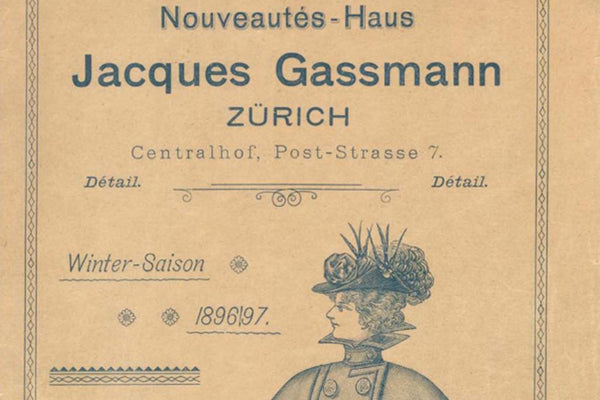 Nouveautés-Haus
Jacques Gassmann
ZÜRICH
Centralhof, Post-Strasse 7.
Détail. Détail.
Winter-Saison
1896|97.